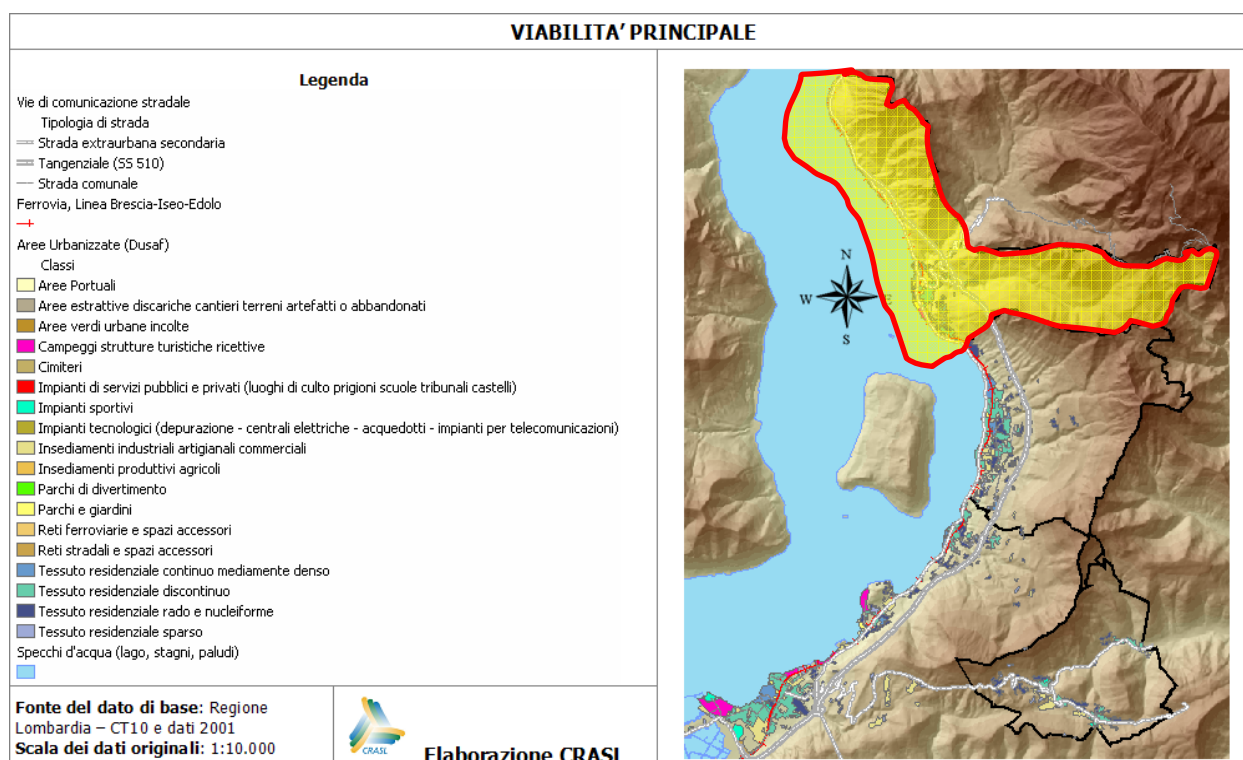 VIABILITA' PRINCIPALE
Legenda
Vie di comunicazione stradale
Tipologia di strada
Strada extraurbana secondaria
Tangenziale (SS 510)
Strada comunale
Ferrovia, Linea Brescia-Iseo-Edolo
Aree Urbanizzate (Dusaf)
Classi
Aree Portuali
Aree estrattive discariche cantieri terreni artefatti o abbandonati
Aree verdi urbane incolte
Campeggi strutture turistiche ricettive
Cimiteri
Impianti di servizi pubblici e privati (luoghi di culto prigioni scuole tribunali castelli)
Impianti sportivi
Impianti tecnologici (depurazione - centrali elettriche - acquedotti - impianti per telecomunicazioni)
Insediamenti industriali artigianali commerciali
Insediamenti produttivi agricoli
Parchi di divertimento
Parchi e giardini
Reti ferroviarie e spazi accessori
Reti stradali e spazi accessori
Tessuto residenziale continuo mediamente denso
Tessuto residenziale discontinuo
Tessuto residenziale rado e nucleiforme
Tessuto residenziale sparso
Specchi d'acqua (lago, stagni, paludi)
Fonte del dato di base: Regione
Lombardia – CT10 e dati 2001
Scala dei dati originali: 1:10.000
CRASL
Elaborazione CRASL
N
W E
S